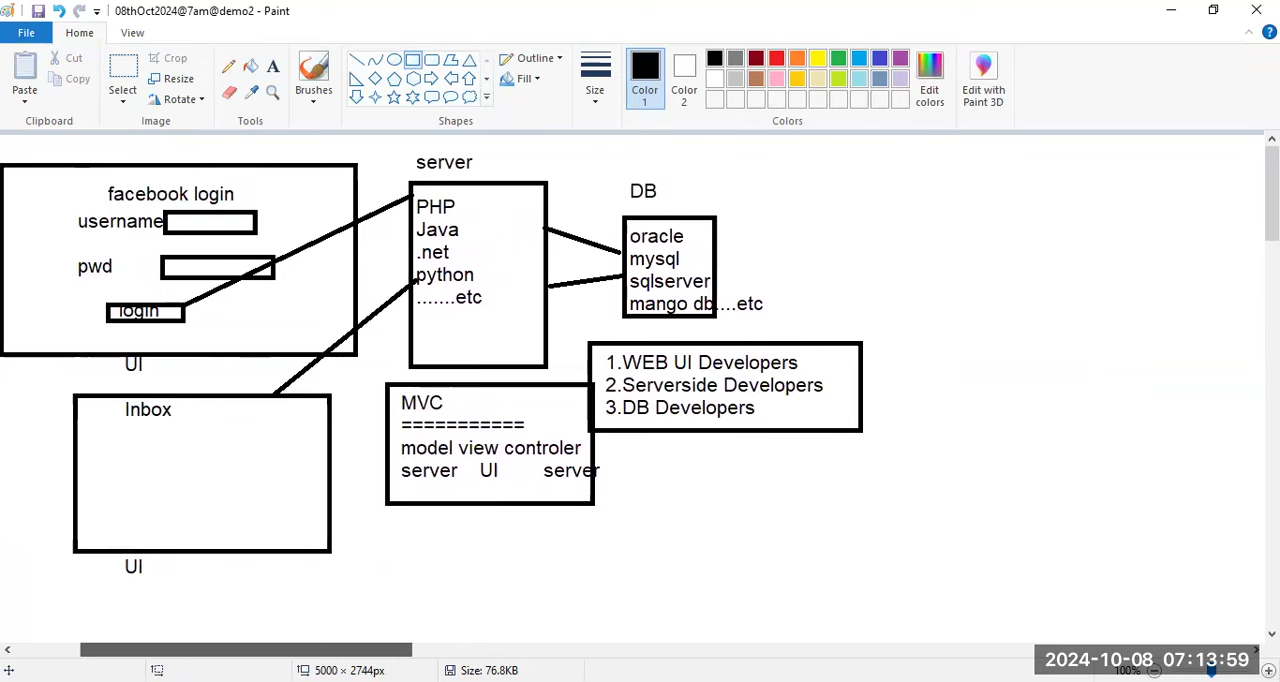 08thOct2024@7am@demo2 - Paint
File
Home
View
Paste
Cut
Copy
Clipboard
Select
Crop
Resize
Rotate
Image
A
Tools
Brushes
Outline
Fill
Shapes
Size
Color 1
Color 2
Edit colors
Colors
Edit with Paint 3D
facebook login
username
pwd
login
UI
Inbox
UI
server
PHP
Java
.net
python
.......etc
DB
oracle
mysql
sqlserver
mango db....etc
1.WEB UI Developers
2.Serverside Developers
3.DB Developers
MVC
===========
model view controler
server UI server
5000 × 2744px
Size: 76.8KB
100%
2024-10-08 07:13:59